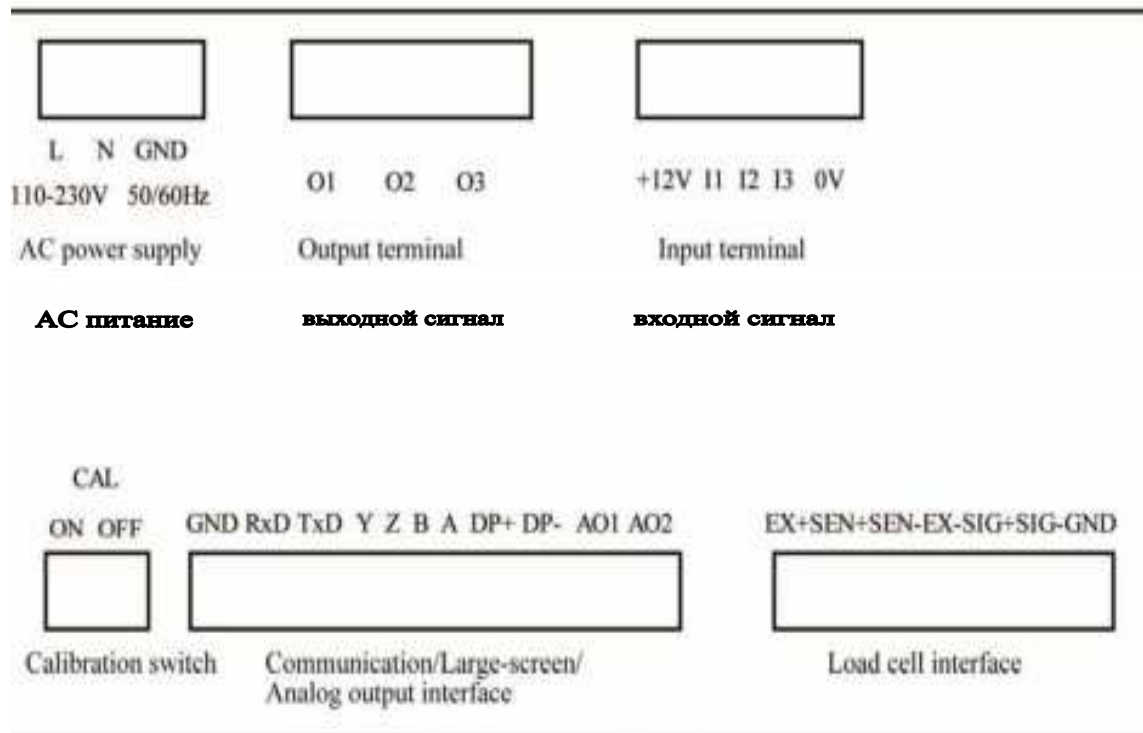 L N GND
110-230V 50/60Hz
AC power supply
O1 O2 O3
Output terminal
+12V I1 I2 I3 0V
Input terminal
АС питание
выходной сигнал
входной сигнал
CAL
ON OFF
Calibration switch
GND RxD TxD Y Z B A DP+ DP- AO1 AO2
Communication/Large-screen/
Analog output interface
EX+SEN+SEN-EX-SIG+SIG-GND
Load cell interface